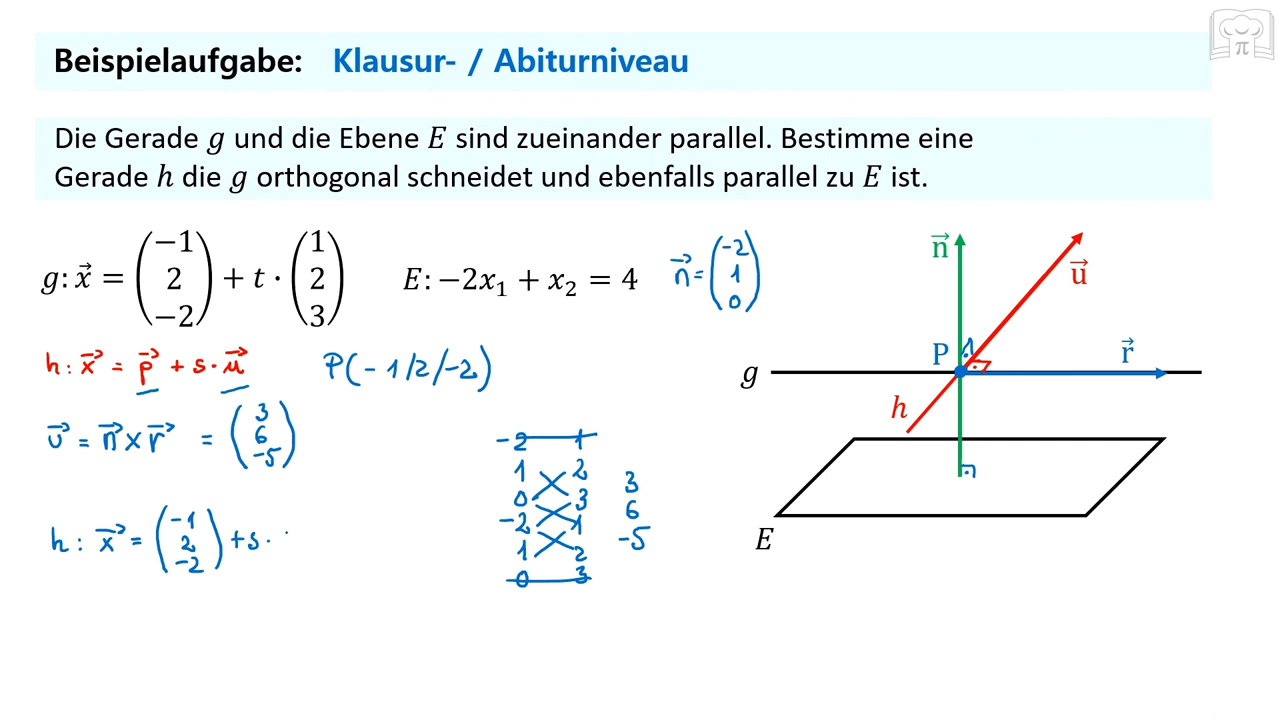 Beispielaufgabe: Klausur- / Abiturniveau
Die Gerade g und die Ebene E sind zueinander parallel. Bestimme eine
Gerade h die g orthogonal schneidet und ebenfalls parallel zu E ist.
g: x⃗ = (−1 2 −2) + t · (1 2 3) E: −2x₁ + x₂ = 4 n⃗ = (-2 1 0)
h: x⃗ = p⃗ + s · u⃗ P(-1/2/-2)
u⃗ = n⃗ × r⃗ = (3 6 -5)
h: x⃗ = (-1 2 -2) + s ·
-2 1
1 2 3
0 3 6
-2 1 -5
1 2
0 3
n⃗
u⃗
P r⃗
g
h
E
π